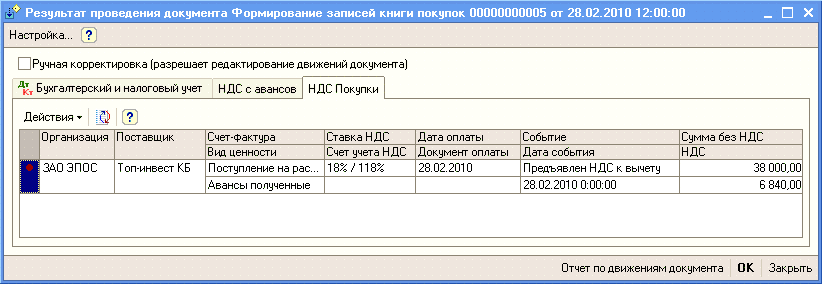 Результат проведения документа Формирование записей книги покупок 00000000005 от 28.02.2010 12:00:00
Настройка... ?
Ручная корректировка (разрешает редактирование движений документа)
Дт Кт Бухгалтерский и налоговый учет НДС с авансов НДС Покупки
Действия ?
Организация Поставщик Счет-фактура Ставка НДС Дата оплаты Событие Сумма без НДС
Вид ценности Счет учета НДС Документ оплаты Дата события НДС
ЗАО ЭПОС Топ-инвест КБ Поступление на рас... 18% / 118% 28.02.2010 Предъявлен НДС к вычету 38 000,00
Авансы полученные 28.02.2010 0:00:00 6 840,00
Отчет по движениям документа OK Закрыть